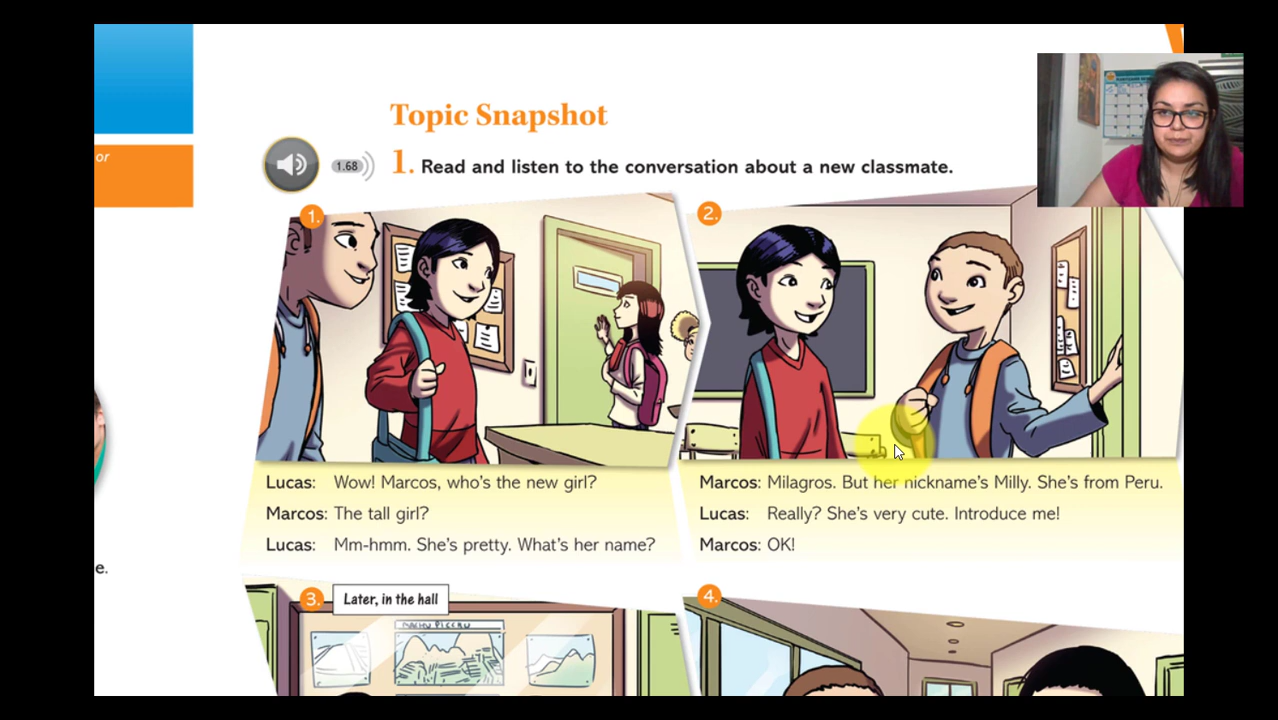 or
Topic Snapshot
1.68
1. Read and listen to the conversation about a new classmate.
1.
2.
Lucas: Wow! Marcos, who's the new girl?
Marcos: The tall girl?
Lucas: Mm-hmm. She's pretty. What's her name?
Marcos: Milagros. But her nickname's Milly. She's from Peru.
Lucas: Really? She's very cute. Introduce me!
Marcos: OK!
e.
3. Later, in the hall
MACHU PICCHU
4.